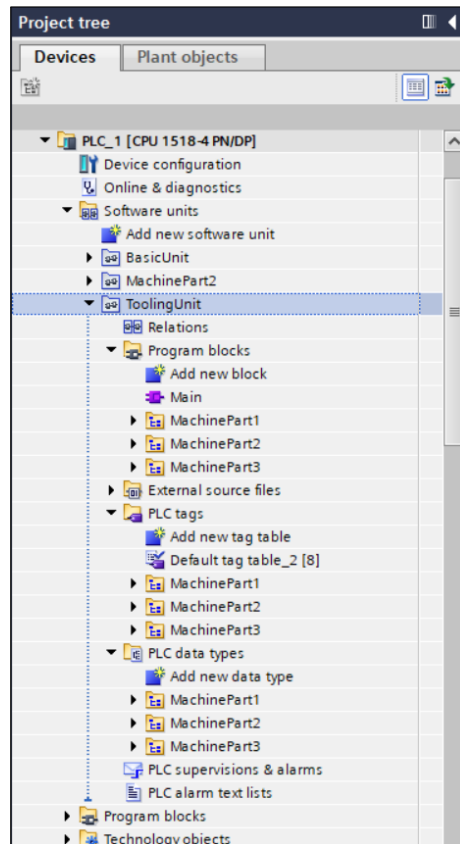 Project tree
Devices
Plant objects
PLC_1 [CPU 1518-4 PN/DP]
Device configuration
Online & diagnostics
Software units
Add new software unit
BasicUnit
MachinePart2
ToolingUnit
Relations
Program blocks
Add new block
Main
MachinePart1
MachinePart2
MachinePart3
External source files
PLC tags
Add new tag table
Default tag table_2 [8]
MachinePart1
MachinePart2
MachinePart3
PLC data types
Add new data type
MachinePart1
MachinePart2
MachinePart3
PLC supervisions & alarms
PLC alarm text lists
Program blocks
Technology objects